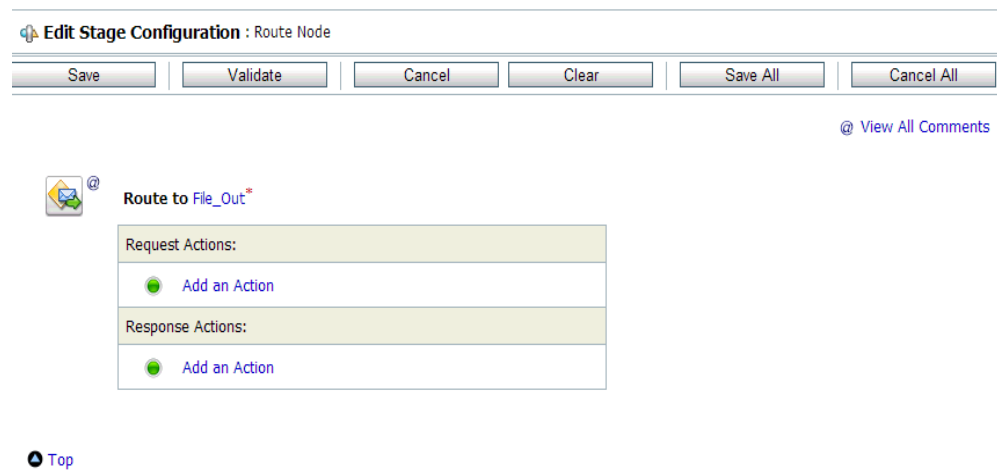 Edit Stage Configuration : Route Node
Save Validate Cancel Clear Save All Cancel All
@ View All Comments
@
Route to File_Out*
Request Actions:
Add an Action
Response Actions:
Add an Action
Top